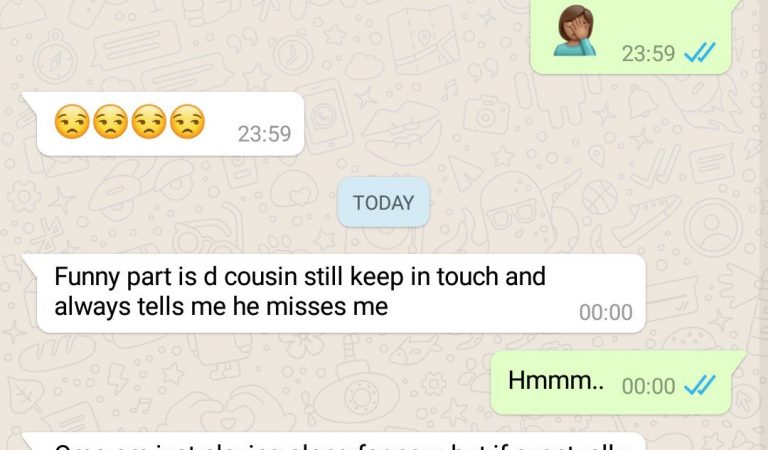 23:59
23:59
TODAY
Funny part is d cousin still keep in touch and
always tells me he misses me
00:00
Hmmm.. 00:00